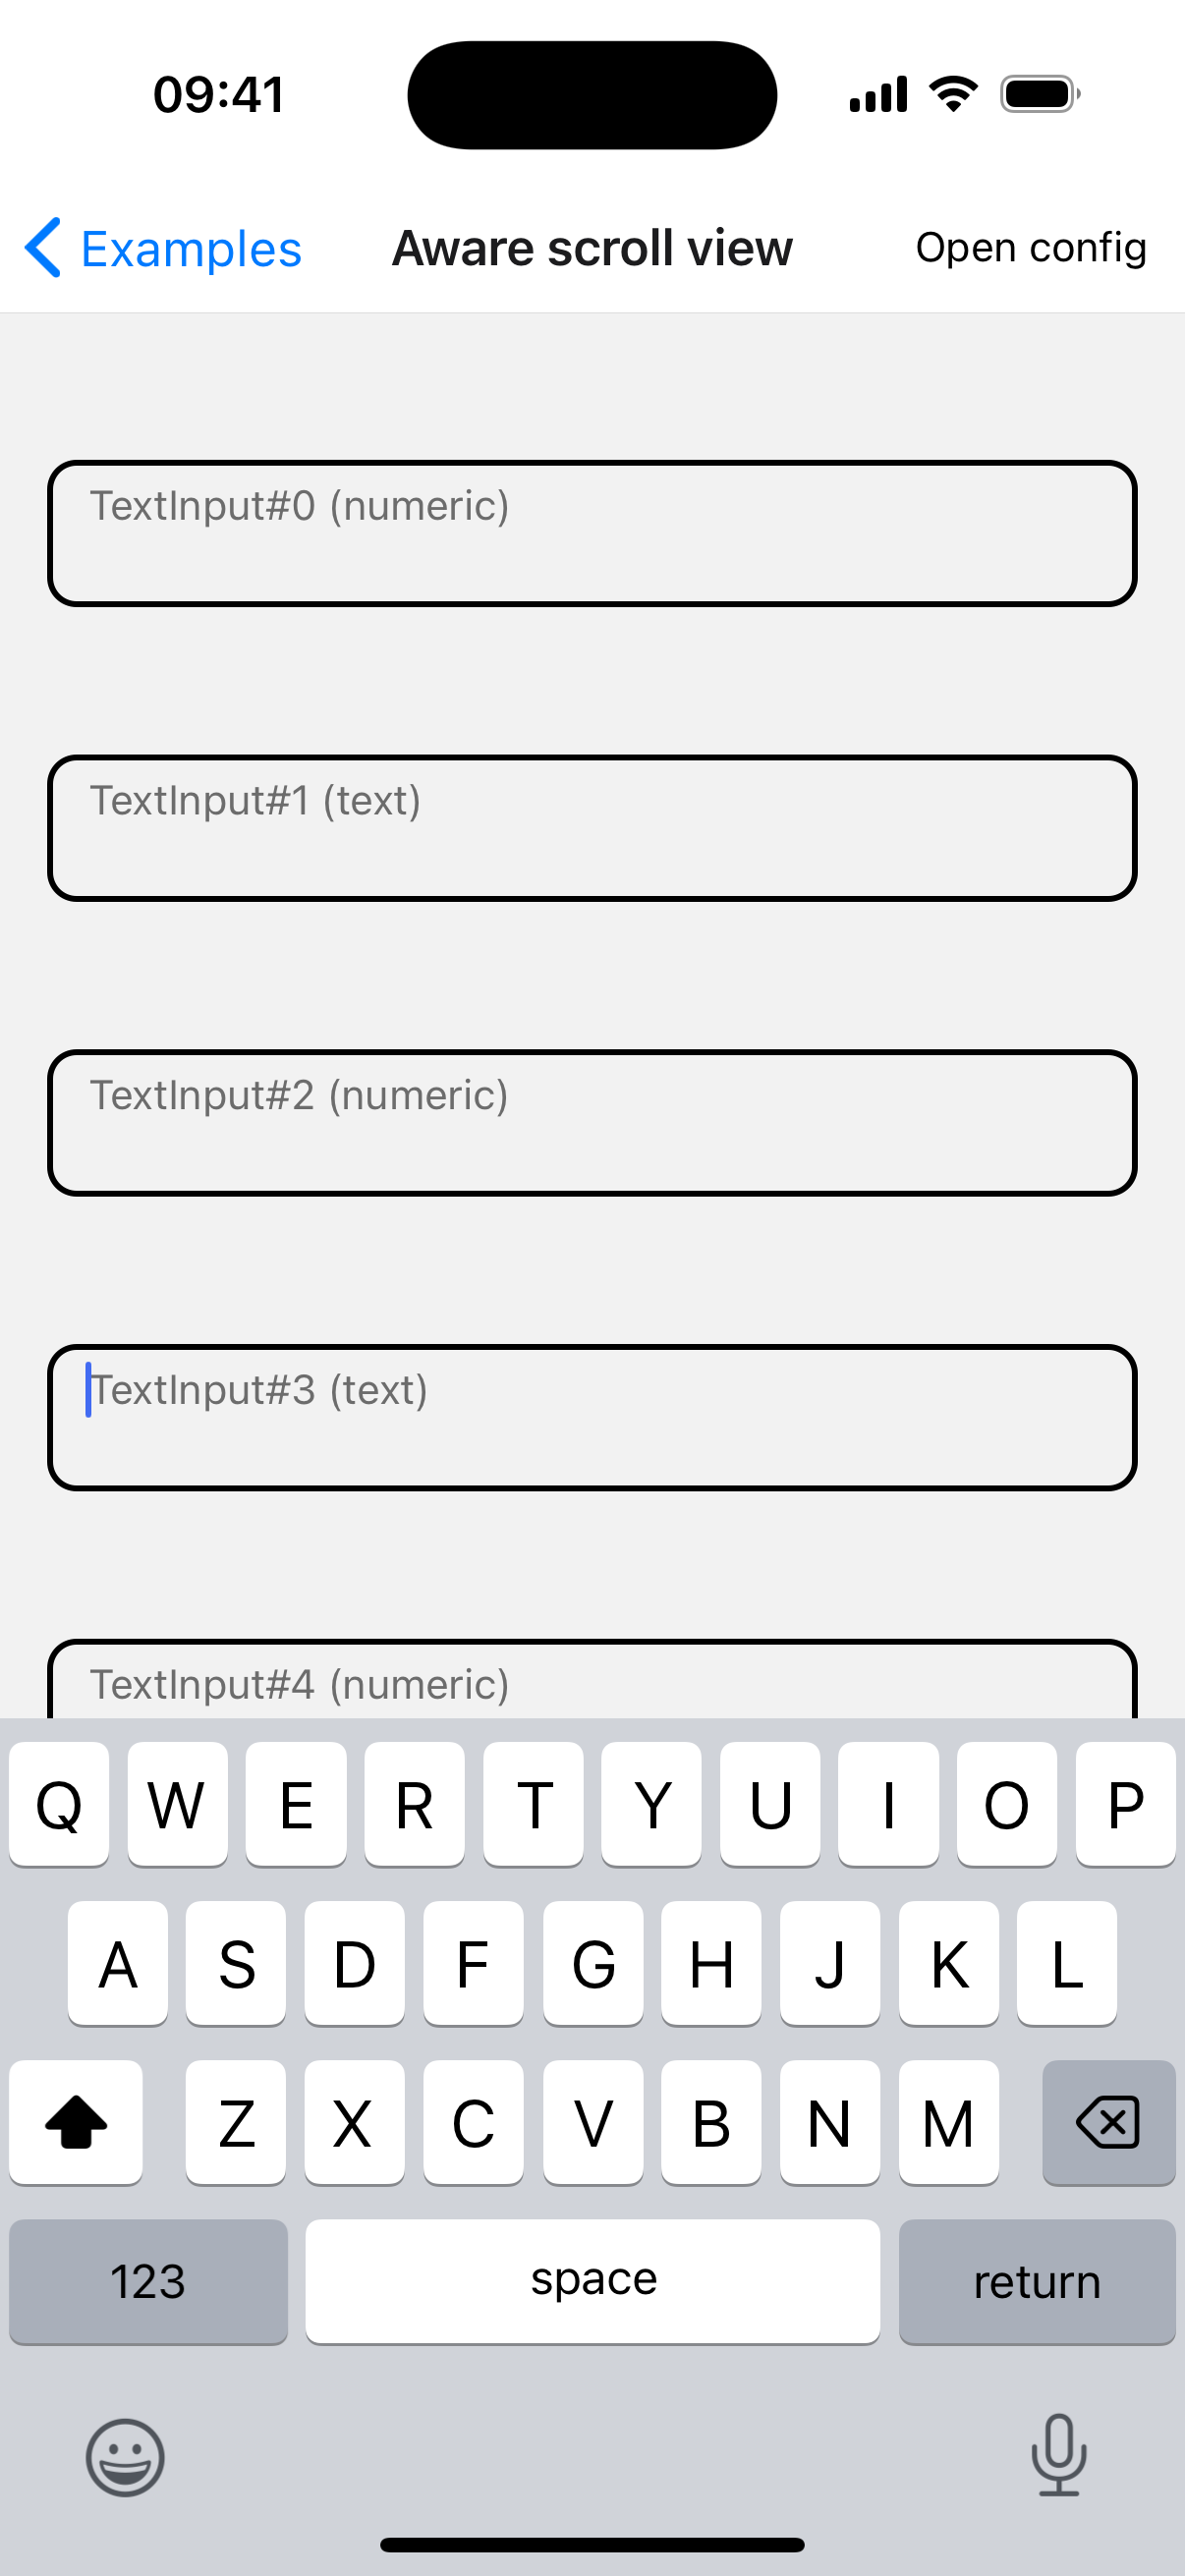 09:41
Examples Aware scroll view Open config
TextInput#0 (numeric)
TextInput#1 (text)
TextInput#2 (numeric)
TextInput#3 (text)
TextInput#4 (numeric)
Q W E R T Y U I O P
A S D F G H J K L
Z X C V B N M
123 space return